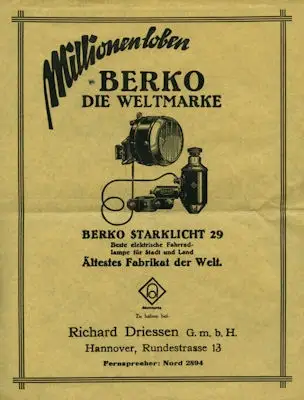 Millionen loben
BERKO
DIE WELTMARKE
BERKO STARKLICHT 29
Beste elektrische Fahrrad-
lampe für Stadt und Land
Ältestes Fabrikat der Welt.
Zu haben bei:
Richard Driessen G. m. b. H.
Hannover, Rundestrasse 13
Fernsprecher: Nord 2894